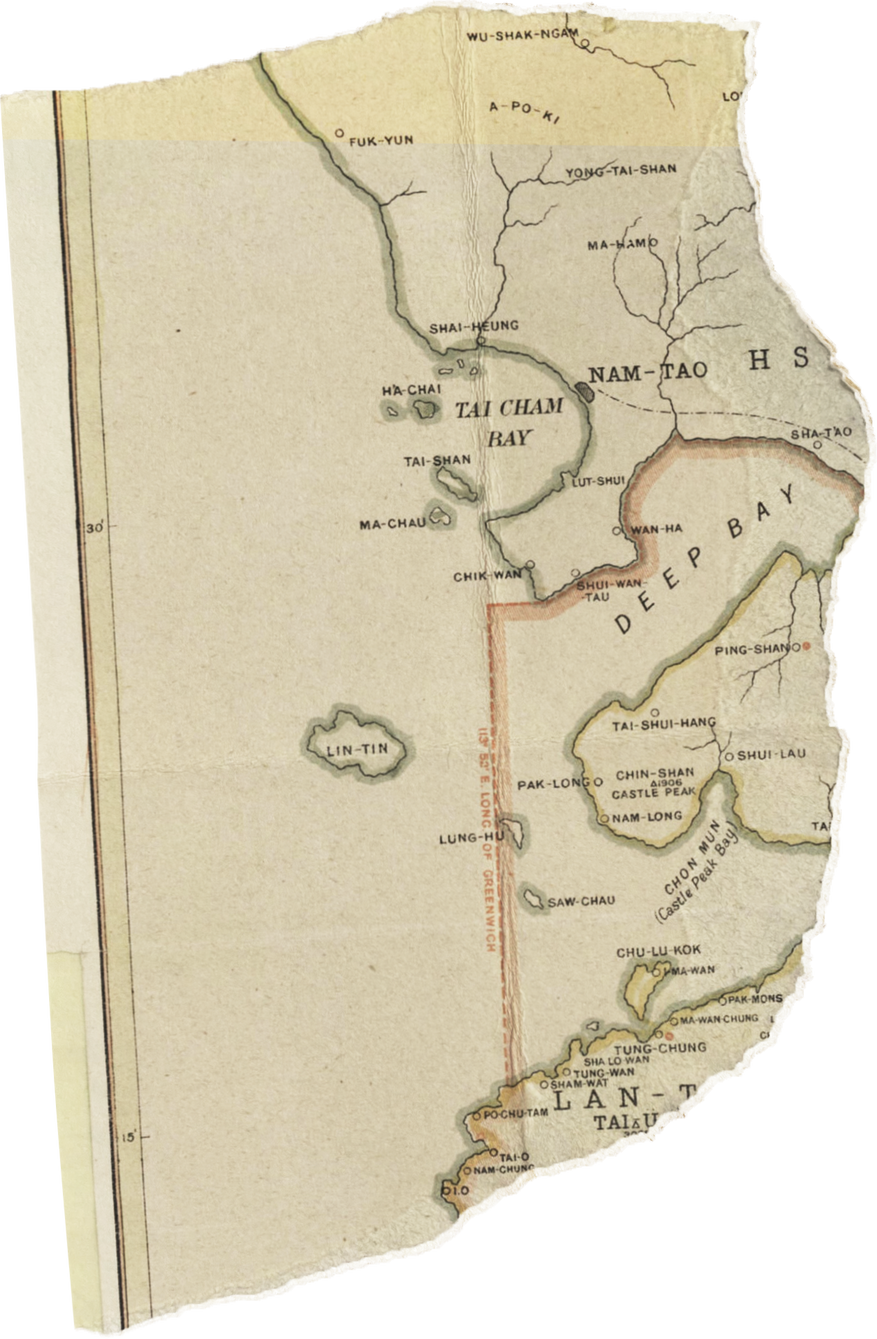 WU-SHAK-NGAM
A-PO-KI
FUK-YUN
YONG-TAI-SHAN
MA-HAM
SHAI-HEUNG
NAM-TAO
H S
HA-CHAI
TAI CHAM
BAY
SHA-TAO
TAI-SHAN
LUT-SHUI
MA-CHAU
30'
WAN-HA
DEEP BAY
CHIK-WAN
SHUI-WAN-
-TAU
PING-SHAN
TAI-SHUI-HANG
LIN-TIN
SHUI-LAU
PAK-LONG
CHIN-SHAN
1906
CASTLE PEAK
NAM-LONG
TA
LUNG-HU
113° 52' E. LONG. OF GREENWICH
CHON MUN
(Castle Peak Bay)
SAW-CHAU
CHU-LU-KOK
MA-WAN
PAK-MONS
MA-WAN-CHUNG
TUNG-CHUNG
SHA LO WAN
TUNG-WAN
SHAM-WAT
LAN-T
PO-CHU-TAM
TAI
15'
TAI-O
NAM-CHUNG
I.O